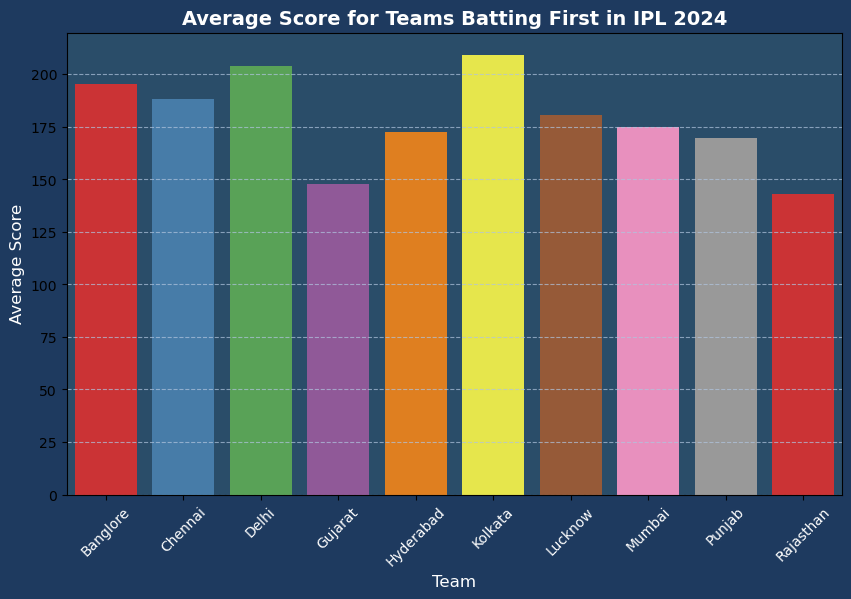 Average Score for Teams Batting First in IPL 2024
Average Score
200
175
150
125
100
75
50
25
0
Banglore
Chennai
Delhi
Gujarat
Hyderabad
Kolkata
Lucknow
Mumbai
Punjab
Rajasthan
Team